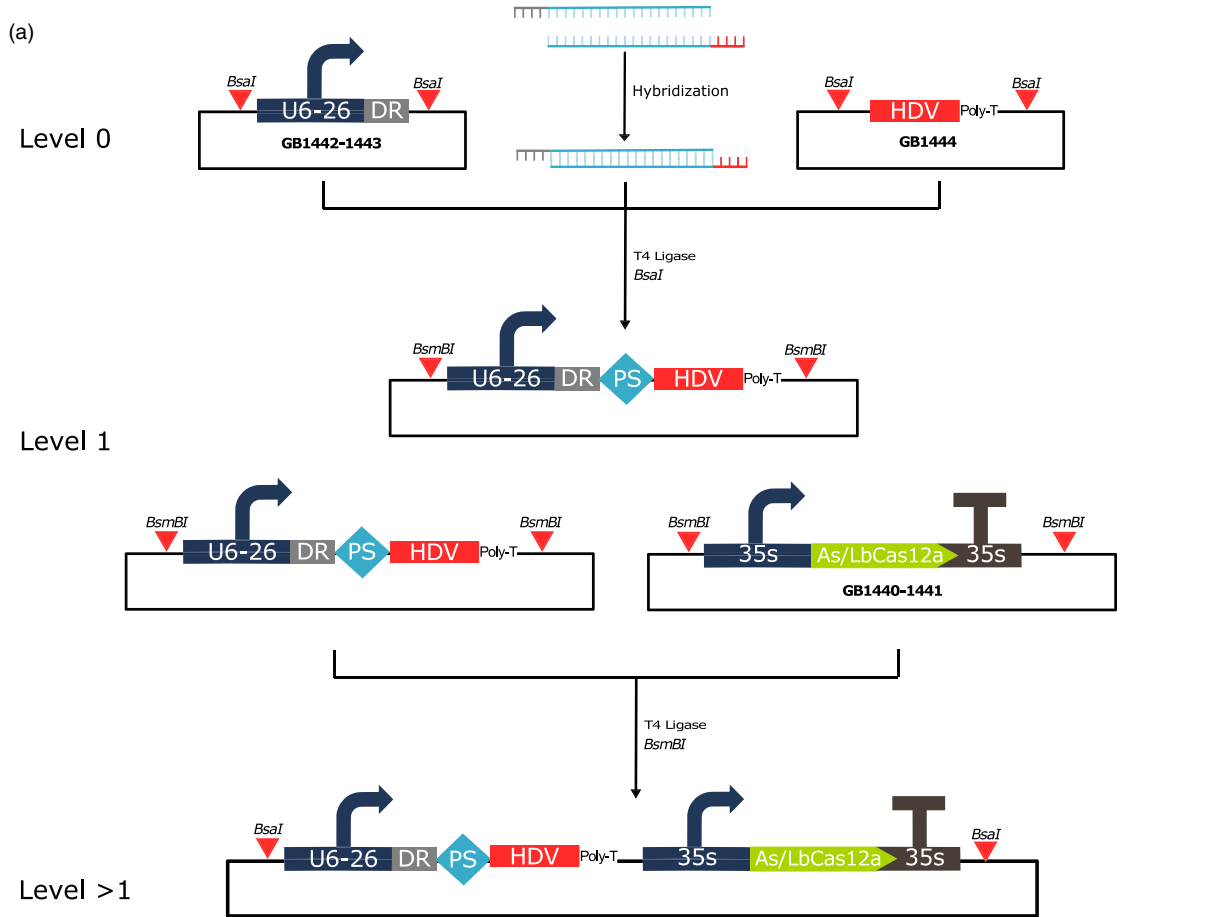 (a)
BsaI
BsaI
U6-26
DR
GB1442-1443
Hybridization
BsaI
BsaI
HDV
Poly-T
GB1444
Level 0
T4 Ligase
BsaI
BsmBI
BsmBI
U6-26
DR
PS
HDV
Poly-T
Level 1
BsmBI
BsmBI
U6-26
DR
PS
HDV
Poly-T
BsmBI
BsmBI
35s
As/LbCas12a
35s
GB1440-1441
T4 Ligase
BsmBI
BsaI
BsaI
U6-26
DR
PS
HDV
Poly-T
35s
As/LbCas12a
35s
Level >1